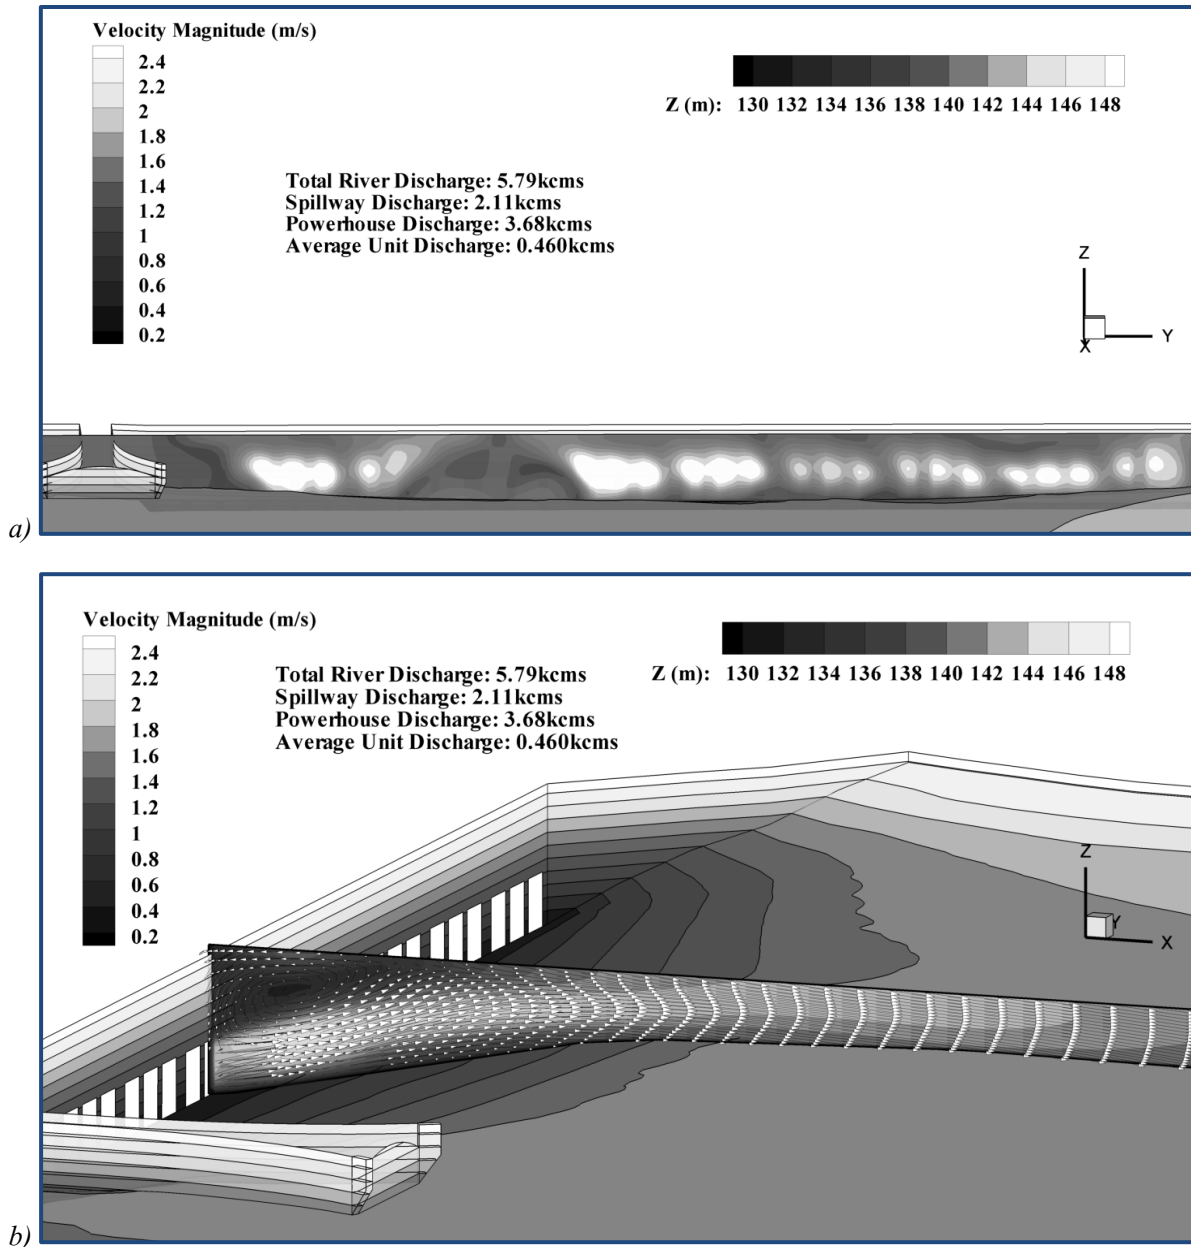 Velocity Magnitude (m/s)
2.4
2.2
2
1.8
1.6
1.4
1.2
1
0.8
0.6
0.4
0.2
Z (m): 130 132 134 136 138 140 142 144 146 148
Total River Discharge: 5.79kcms
Spillway Discharge: 2.11kcms
Powerhouse Discharge: 3.68kcms
Average Unit Discharge: 0.460kcms
Z
X
Y
a)
Velocity Magnitude (m/s)
2.4
2.2
2
1.8
1.6
1.4
1.2
1
0.8
0.6
0.4
0.2
Z (m): 130 132 134 136 138 140 142 144 146 148
Total River Discharge: 5.79kcms
Spillway Discharge: 2.11kcms
Powerhouse Discharge: 3.68kcms
Average Unit Discharge: 0.460kcms
Z
Y
X
b)